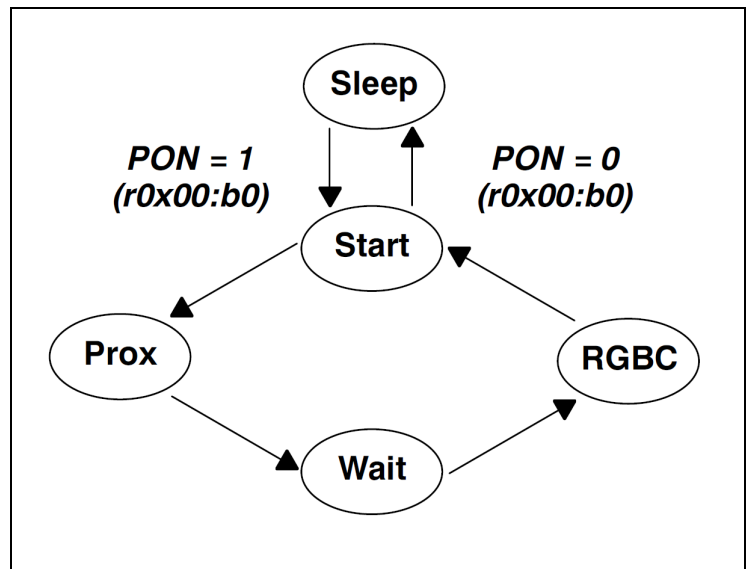 Sleep
PON = 1
(r0x00:b0)
PON = 0
(r0x00:b0)
Start
Prox
RGBC
Wait